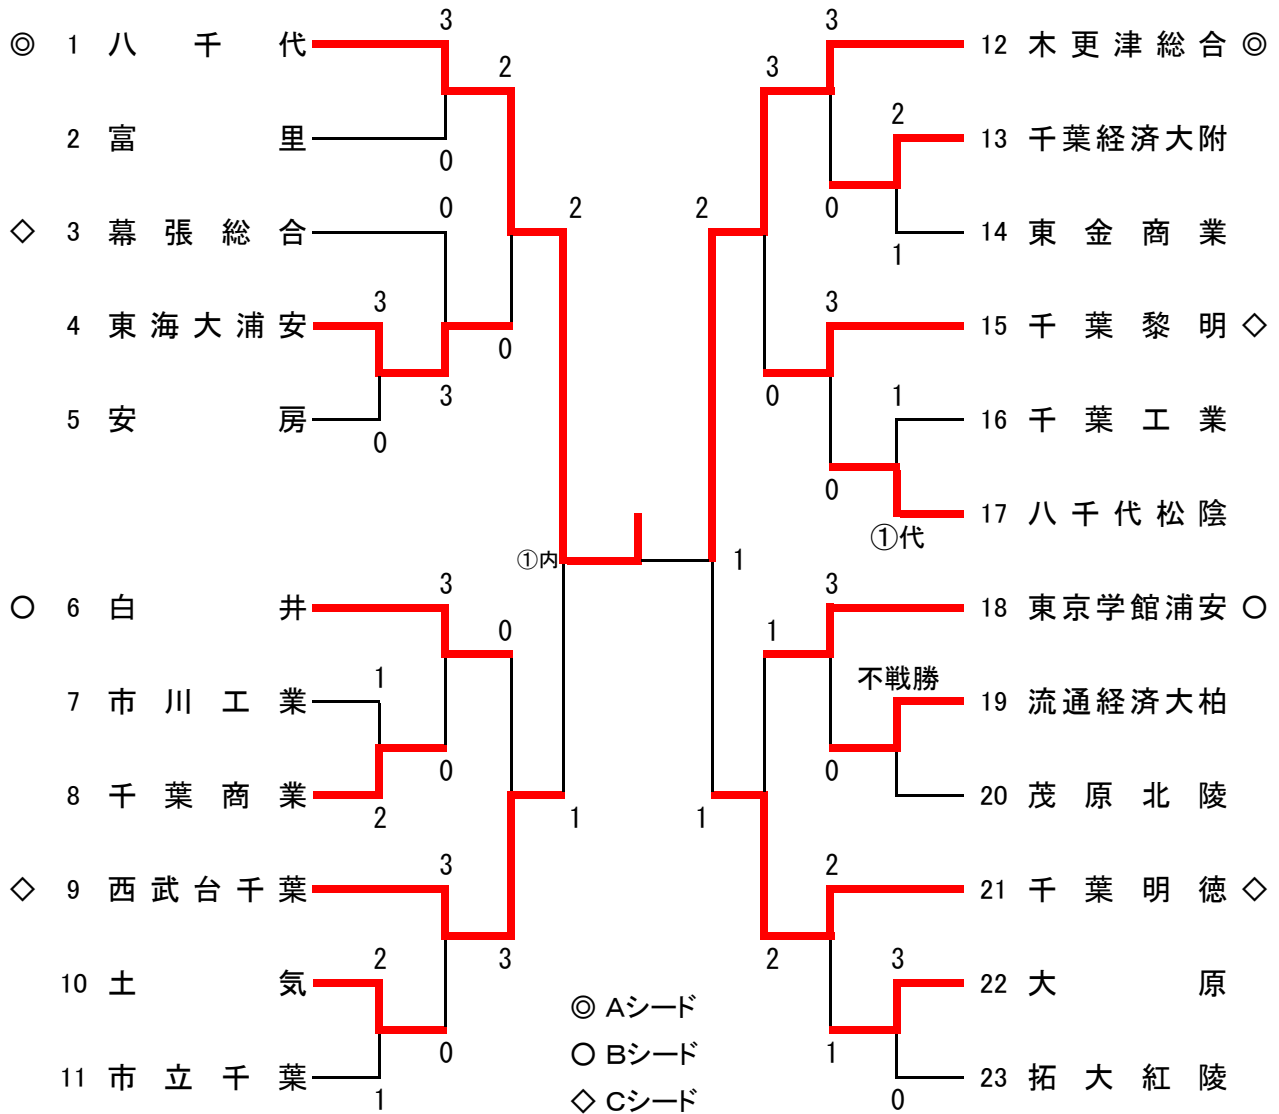 3
3
◎ 1 八千代
12 木更津総合 ◎
2
3
2
2 富里
13 千葉経済大附
0
0
0
2
2
◇ 3 幕張総合
14 東金商業
1
3
3
4 東海大浦安
15 千葉黎明 ◇
0
3
0
1
5 安房
16 千葉工業
0
0
17 八千代松陰
①代
①内
1
3
3
○ 6 白井
18 東京学館浦安 ○
0
1
1
不戦勝
7 市川工業
19 流通経済大柏
0
0
8 千葉商業
20 茂原北陵
2
1
1
3
2
◇ 9 西武台千葉
21 千葉明徳 ◇
2
3
2
3
10 土気
22 大原
◎ Aシード
0
○ Bシード
1
11 市立千葉
23 拓大紅陵
1
◇ Cシード
0